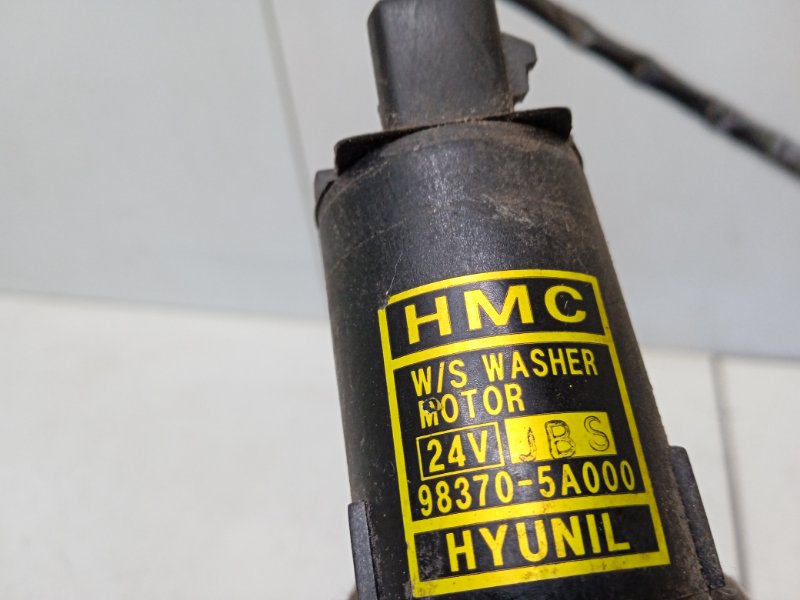 HMC
W/S WASHER
MOTOR
24V JBS
98370-5A000
HYUNIL